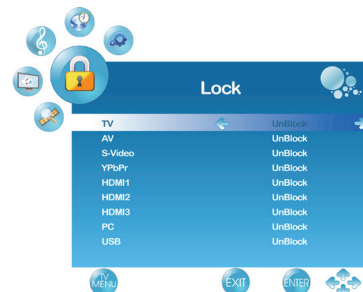 Lock
TV UnBlock
AV UnBlock
S-Video UnBlock
YPbPr UnBlock
HDMI1 UnBlock
HDMI2 UnBlock
HDMI3 UnBlock
PC UnBlock
USB UnBlock
TV
MENU EXIT ENTER